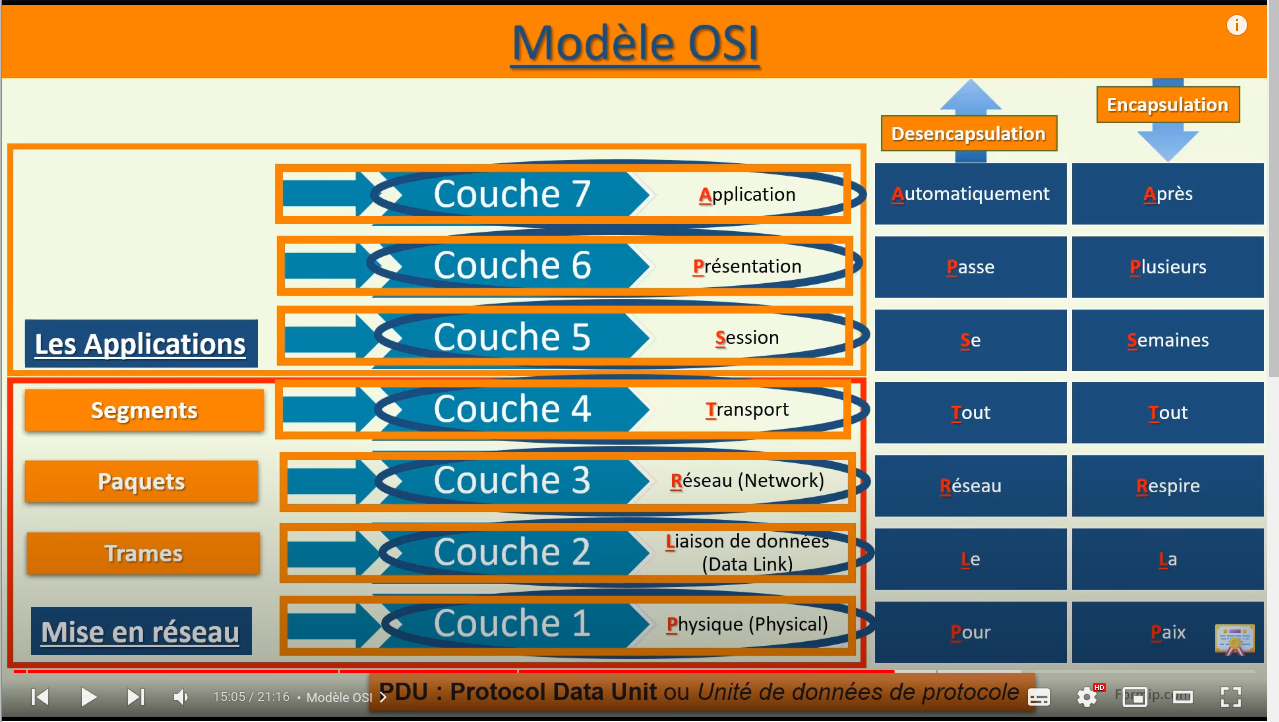 Modèle OSI
Encapsulation
Desencapsulation
Couche 7
Application
Automatiquement
Après
Couche 6
Présentation
Passe
Plusieurs
Les Applications
Couche 5
Session
Se
Semaines
Segments
Couche 4
Transport
Tout
Tout
Paquets
Couche 3
Réseau (Network)
Réseau
Respire
Trames
Couche 2
Liaison de données
(Data Link)
Le
La
Mise en réseau
Couche 1
Physique (Physical)
Pour
Paix
15:05 / 21:16 • Modèle OSI
PDU : Protocol Data Unit ou Unité de données de protocole
HD